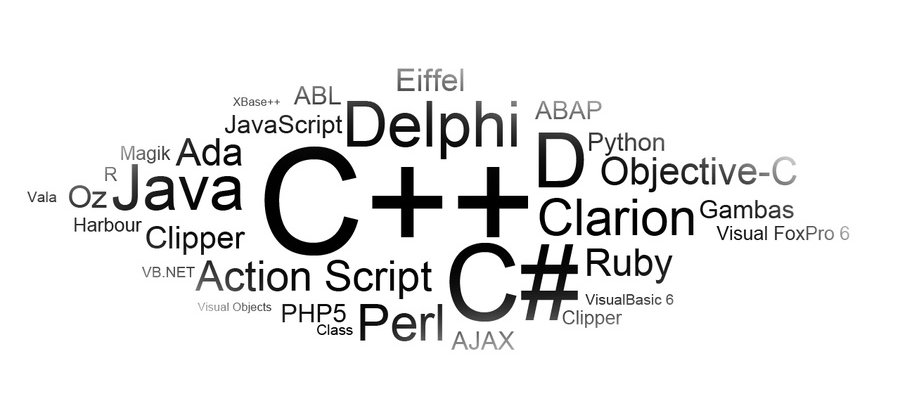 Eiffel
XBase++
ABL
Delphi
ABAP
JavaScript
Python
Magik
Ada
D
Objective-C
R
Java
C++
Vala
Oz
Clarion
Gambas
Harbour
Clipper
Visual FoxPro 6
VB.NET
Action Script
C#
Ruby
Visual Objects
PHP5
VisualBasic 6
Class
Perl
Clipper
AJAX